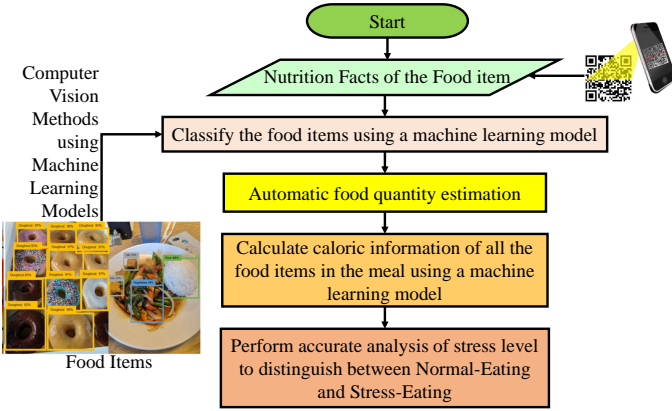 Start
Nutrition Facts of the Food item
Computer
Vision
Methods
using
Machine
Learning
Models
Classify the food items using a machine learning model
Automatic food quantity estimation
Calculate caloric information of all the
food items in the meal using a machine
learning model
Perform accurate analysis of stress level
to distinguish between Normal-Eating
and Stress-Eating
Food Items